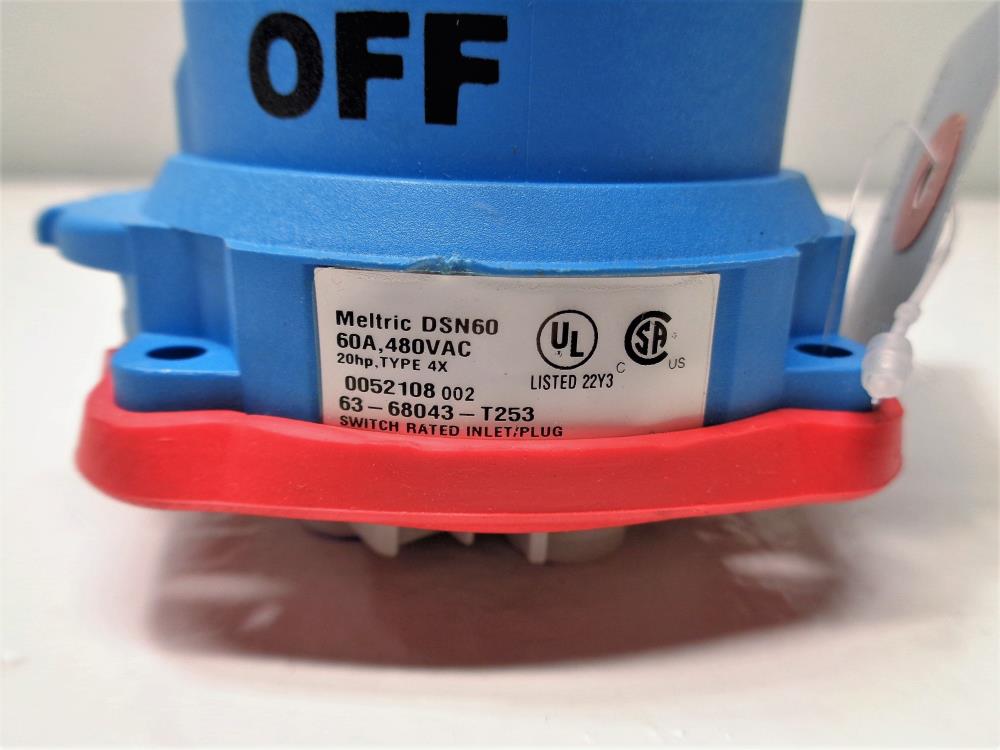 OFF
Meltric DSN60
60A,480VAC
20hp,TYPE 4X
0052108 002
63-68043-T253
SWITCH RATED INLET/PLUG
UL
LISTED 22Y3
C SA US